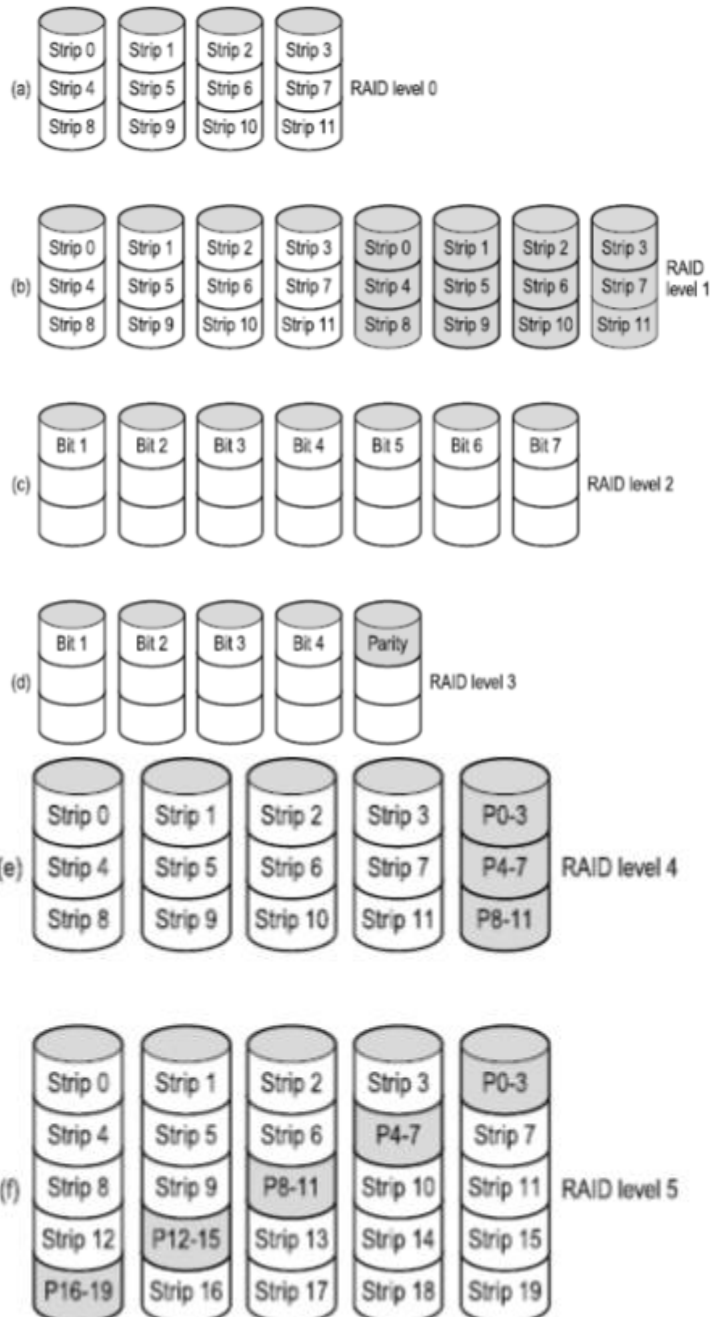 Strip 0 Strip 1 Strip 2 Strip 3
(a) Strip 4 Strip 5 Strip 6 Strip 7 RAID level 0
Strip 8 Strip 9 Strip 10 Strip 11
Strip 0 Strip 1 Strip 2 Strip 3 Strip 0 Strip 1 Strip 2 Strip 3
(b) Strip 4 Strip 5 Strip 6 Strip 7 Strip 4 Strip 5 Strip 6 Strip 7 RAID
level 1
Strip 8 Strip 9 Strip 10 Strip 11 Strip 8 Strip 9 Strip 10 Strip 11
Bit 1 Bit 2 Bit 3 Bit 4 Bit 5 Bit 6 Bit 7
(c) RAID level 2
Bit 1 Bit 2 Bit 3 Bit 4 Parity
(d) RAID level 3
Strip 0 Strip 1 Strip 2 Strip 3 P0-3
(e) Strip 4 Strip 5 Strip 6 Strip 7 P4-7 RAID level 4
Strip 8 Strip 9 Strip 10 Strip 11 P8-11
Strip 0 Strip 1 Strip 2 Strip 3 P0-3
Strip 4 Strip 5 Strip 6 P4-7 Strip 7
(f) Strip 8 Strip 9 P8-11 Strip 10 Strip 11 RAID level 5
Strip 12 P12-15 Strip 13 Strip 14 Strip 15
P16-19 Strip 16 Strip 17 Strip 18 Strip 19